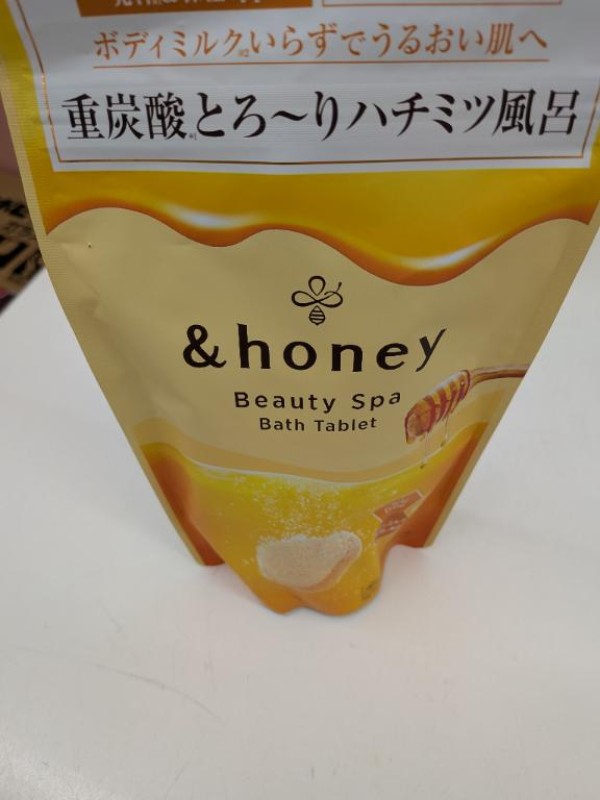 ボディミルクいらずでうるおい肌へ
重炭酸とろ〜りハチミツ風呂
&honey
Beauty Spa
Bath Tablet